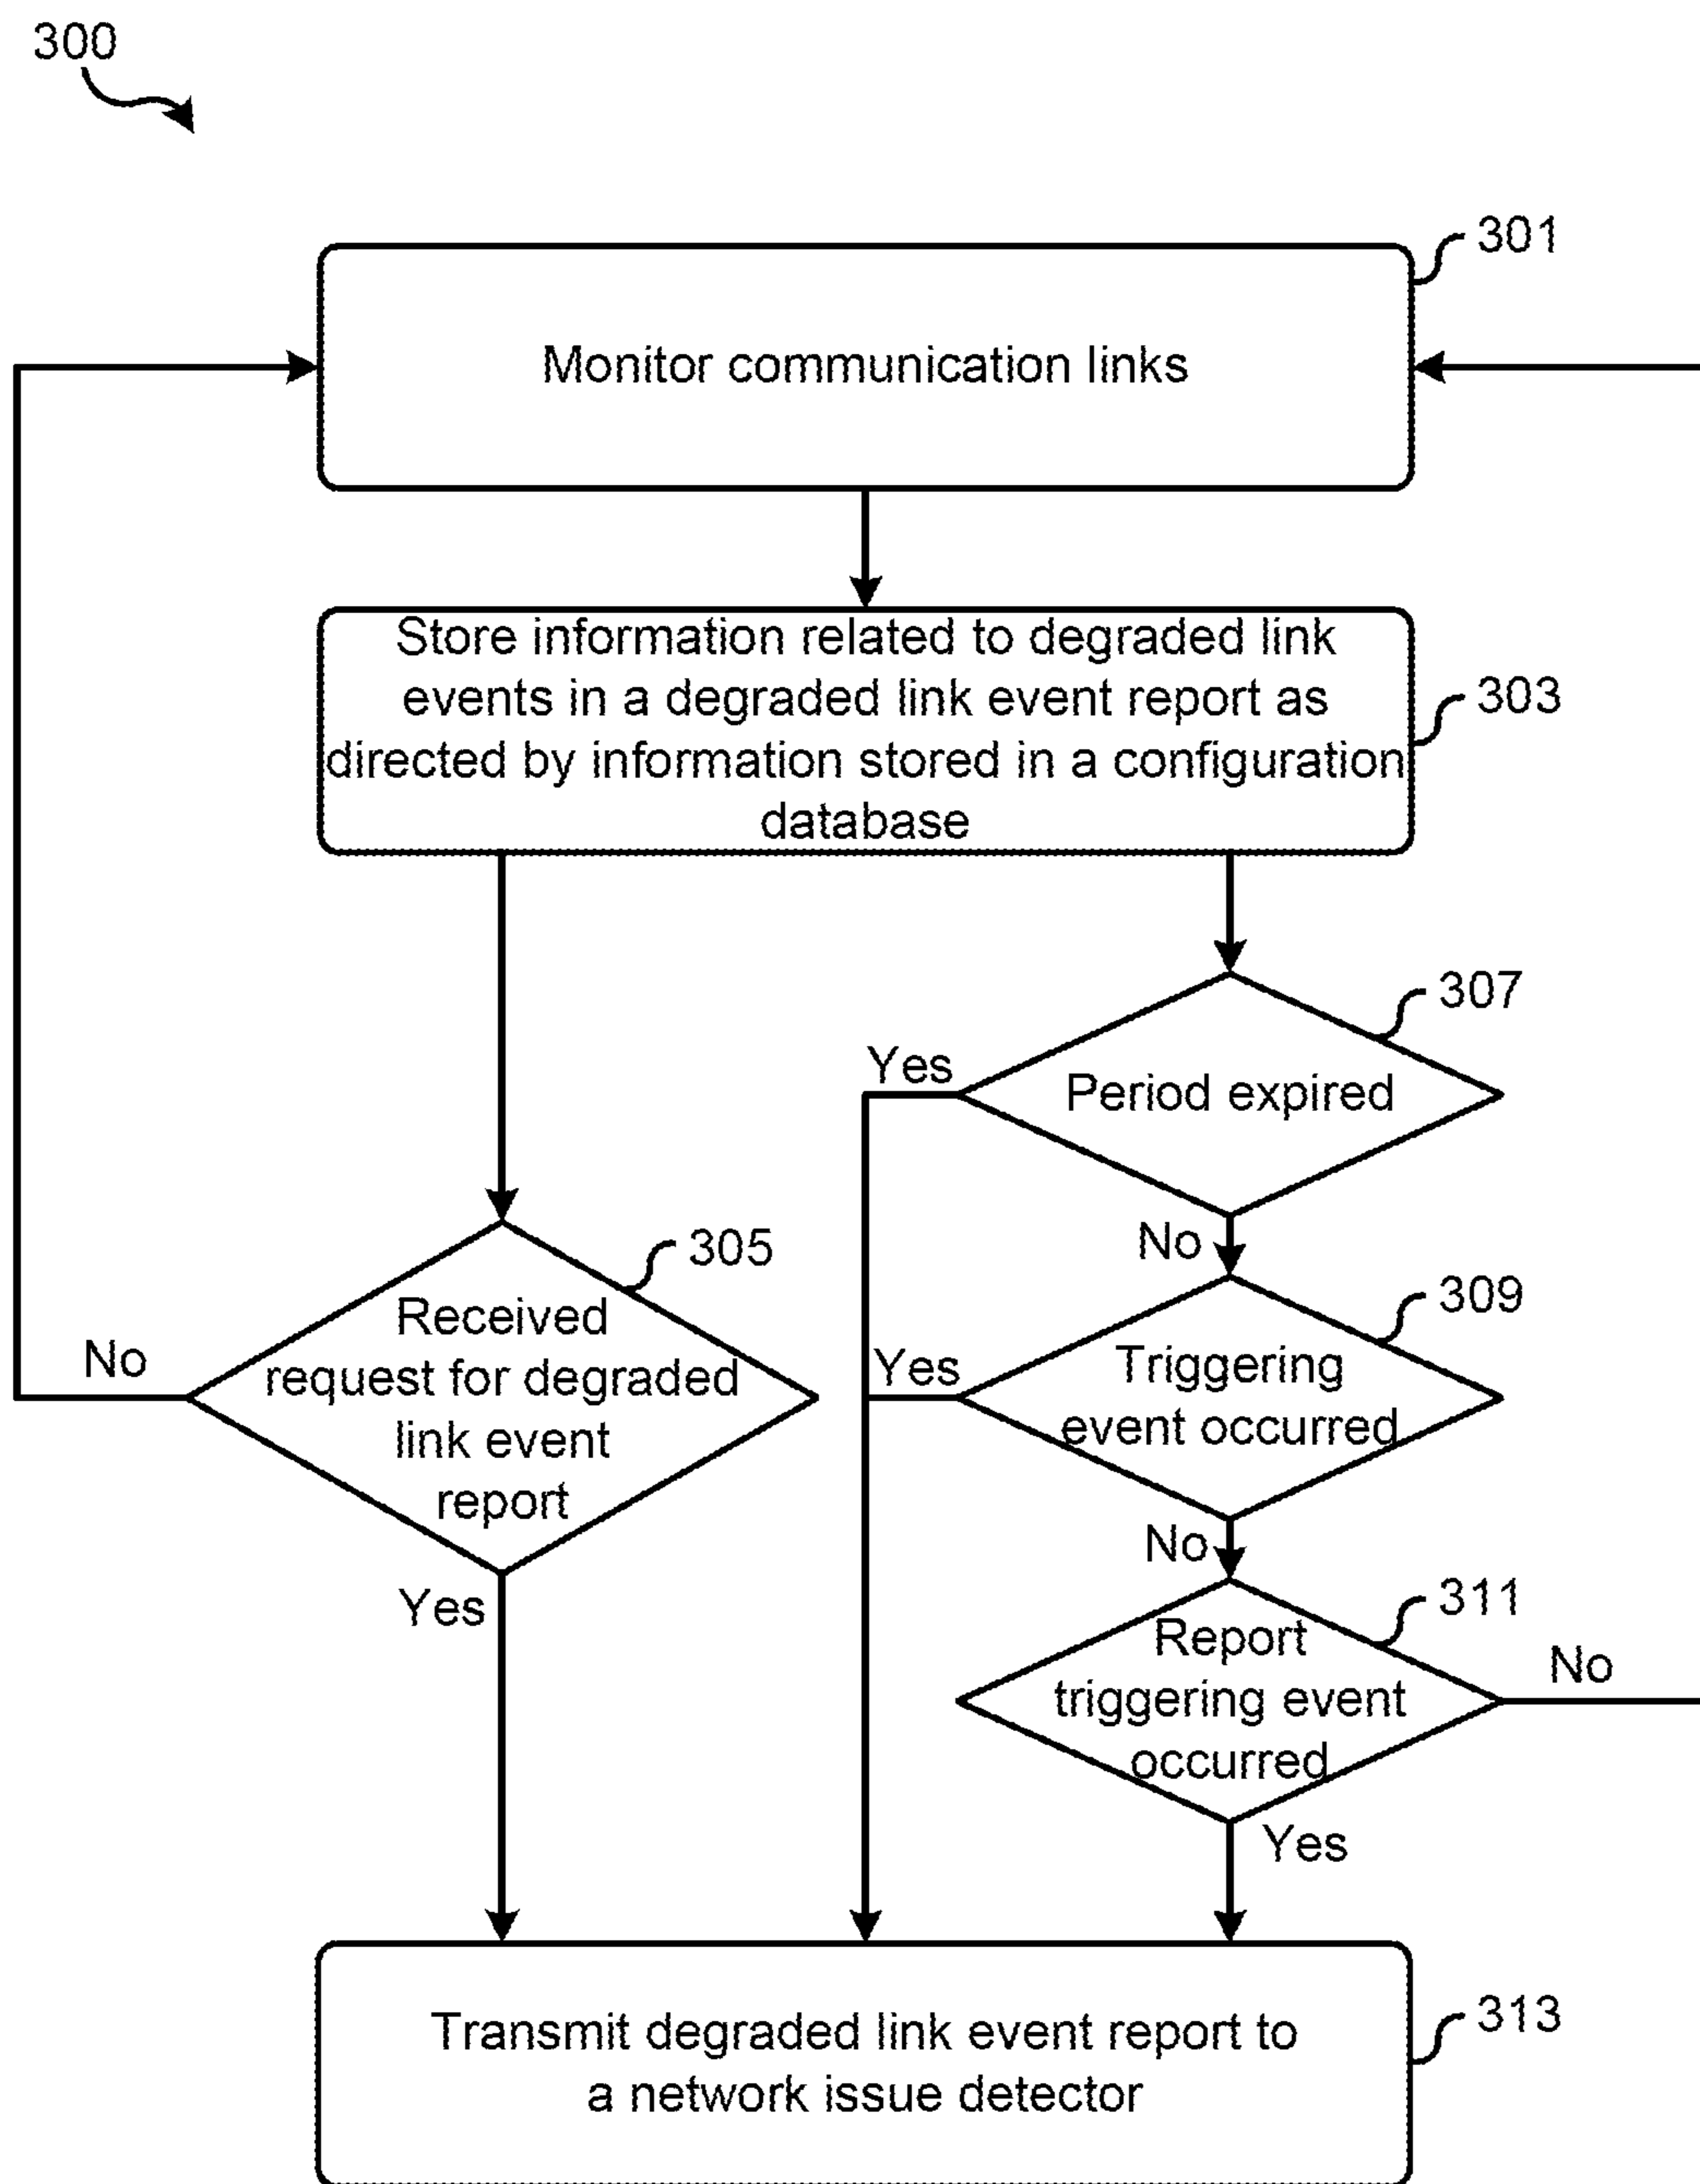 300
301
Monitor communication links
Store information related to degraded link
events in a degraded link event report as
directed by information stored in a configuration
database
303
307
Yes
Period expired
No
305
309
Received
request for degraded
link event
report
No
Yes
Triggering
event occurred
No
Yes
311
Report
triggering event
occurred
No
Yes
Transmit degraded link event report to
a network issue detector
313